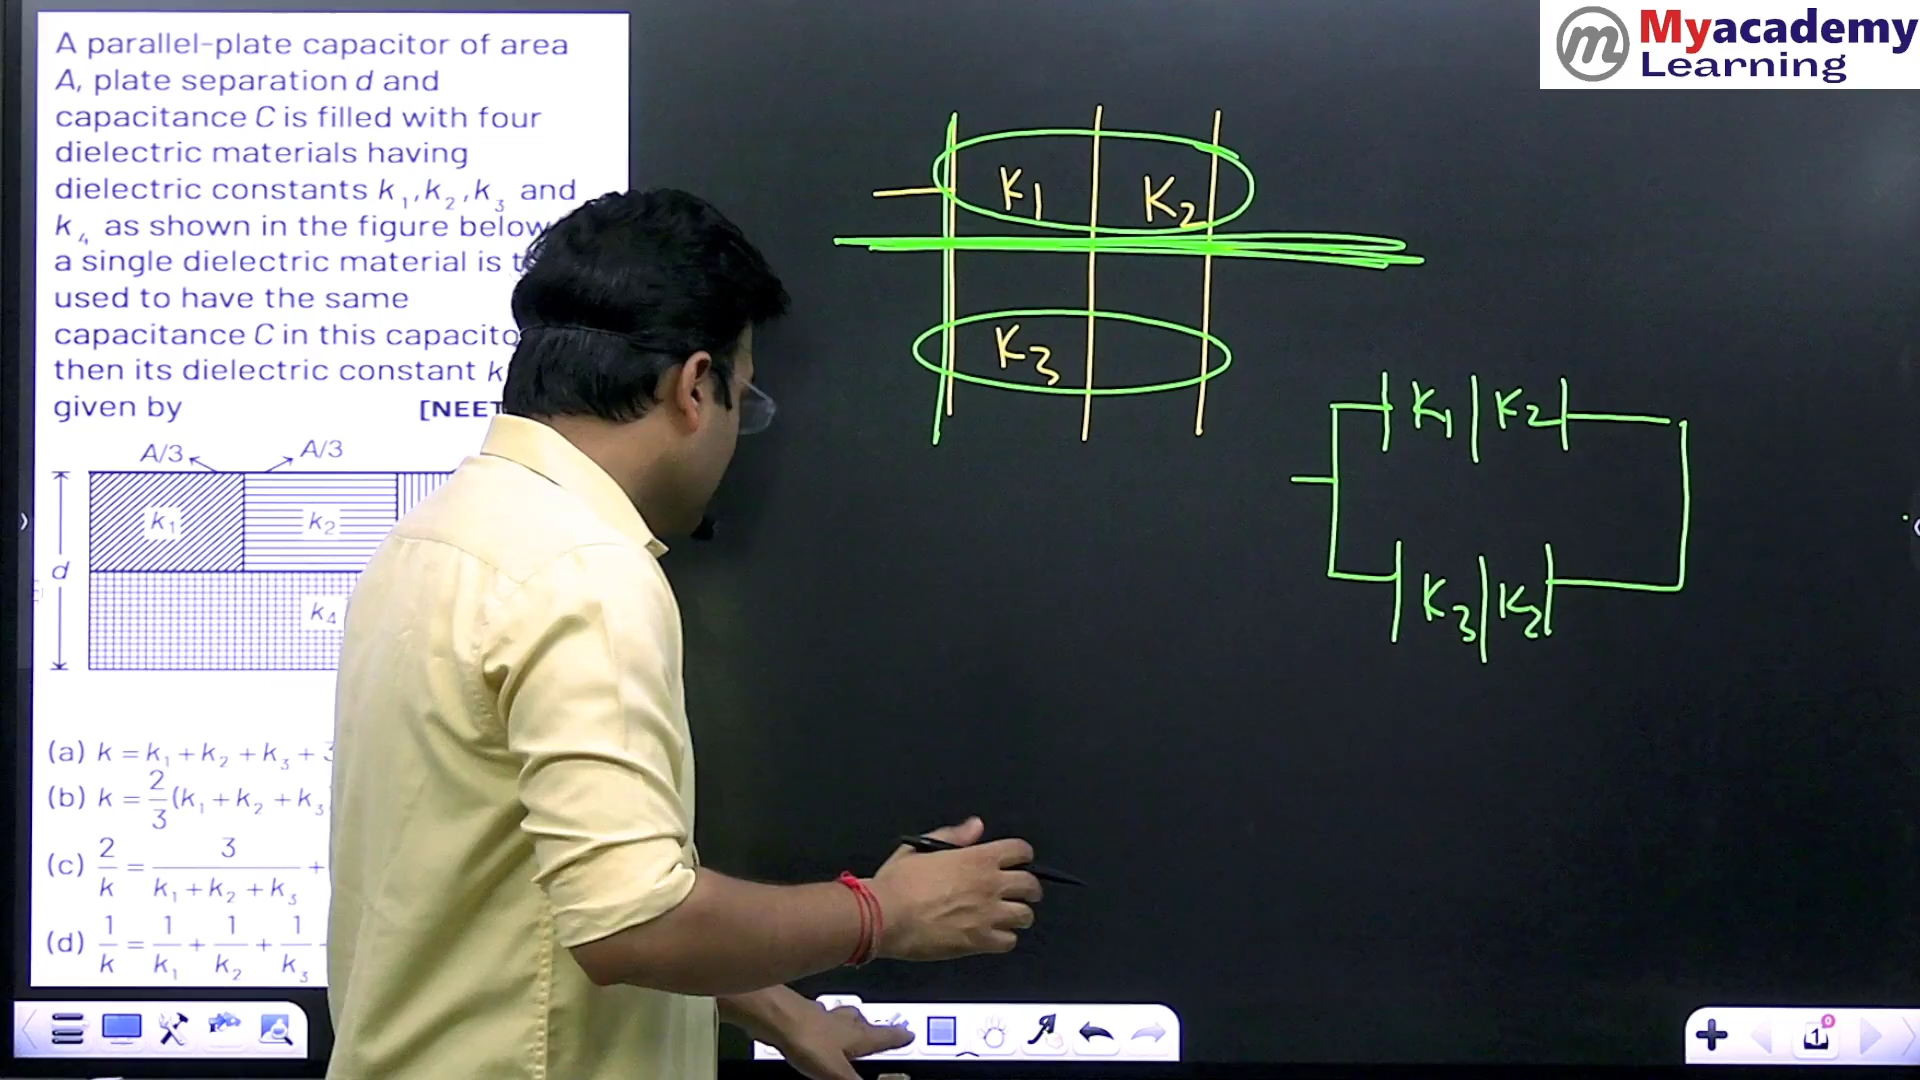 A parallel-plate capacitor of area
A, plate separation d and
capacitance C is filled with four
dielectric materials having
dielectric constants k₁, k₂, k₃ and
k₄ as shown in the figure below
a single dielectric material is
used to have the same
capacitance C in this
then its dielectric constant k
given by [NEET
A/3 A/3
k₁ k₂
d
k₄
(a) k = k₁ + k₂ + k₃ + 3
(b) k = 2/3 (k₁ + k₂ + k₃
(c) 2/k = 3/(k₁ + k₂ + k₃) +
(d) 1/k = 1/k₁ + 1/k₂ + 1/k₃
K₁ K₂
K₃
K₁ K₂
K₃ K₂
Myacademy
Learning
1
0